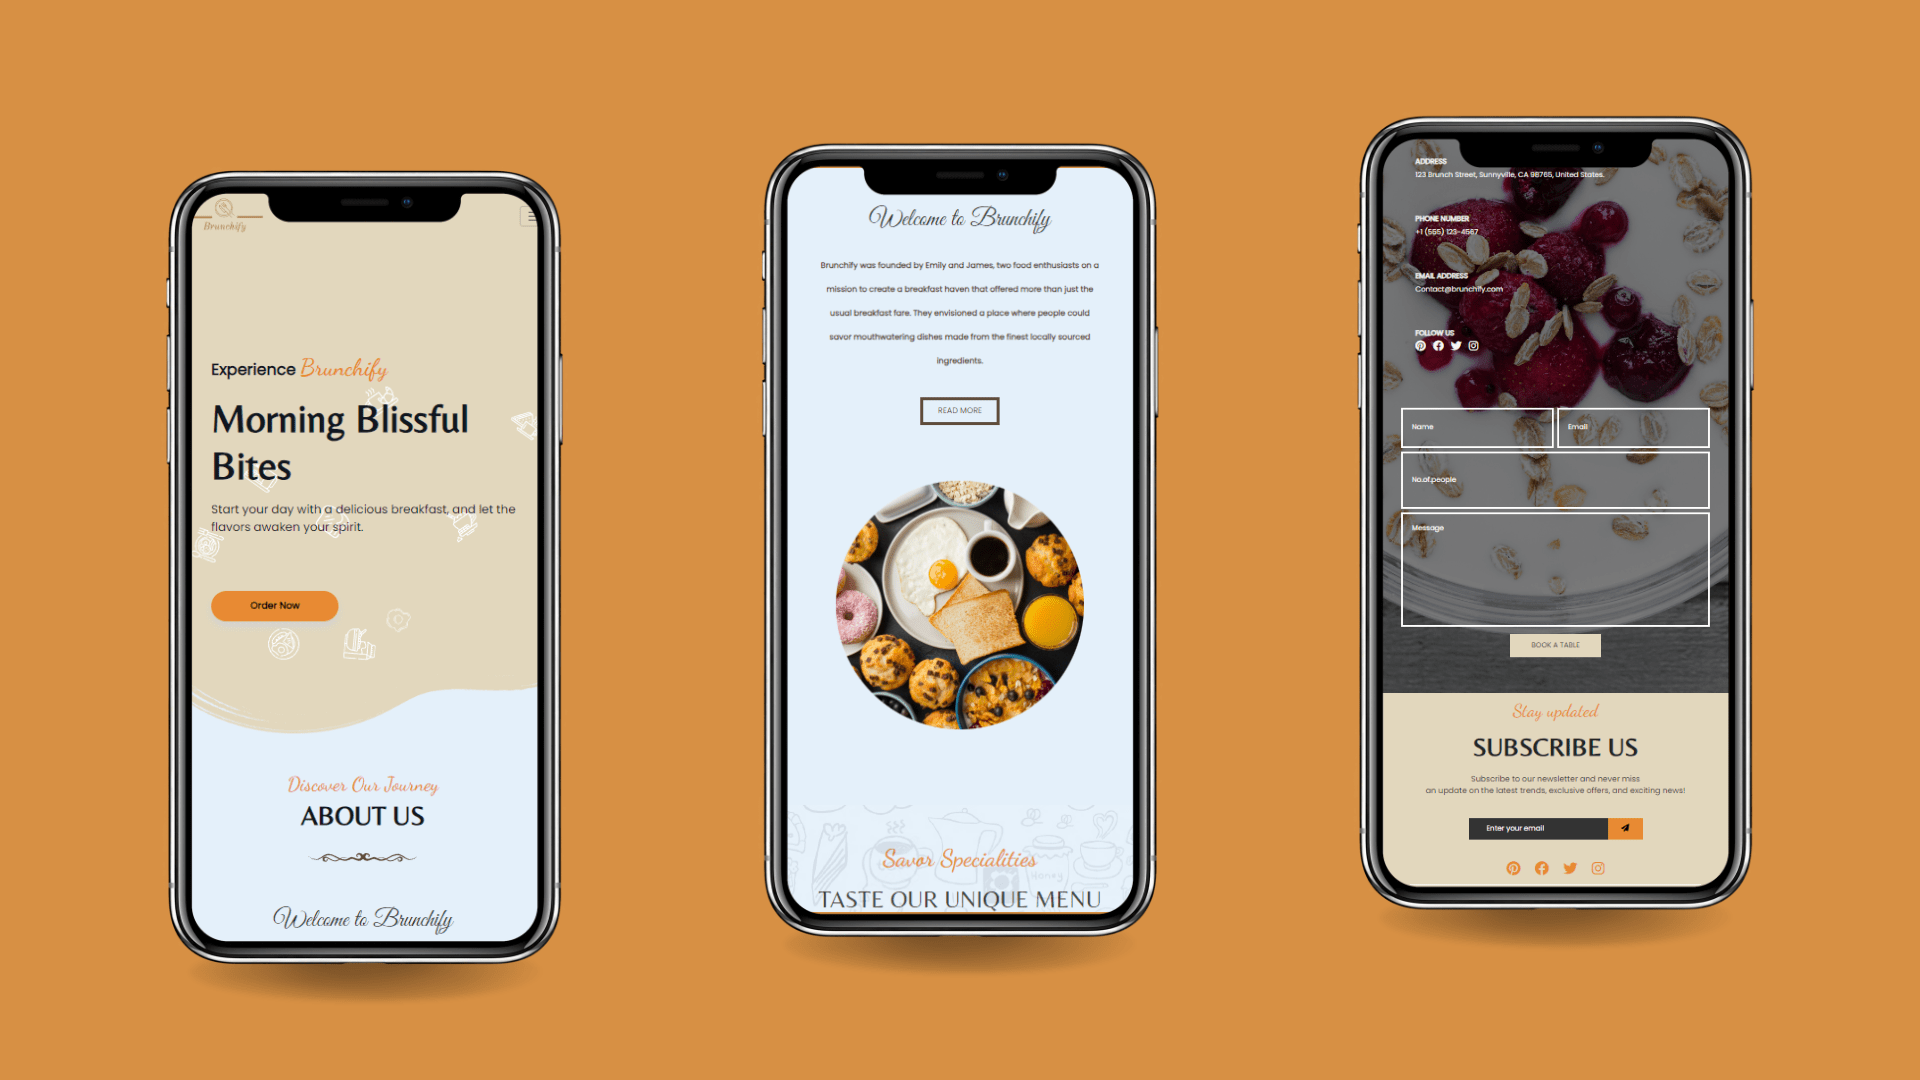 Brunchify
Experience Brunchify
Morning Blissful
Bites
Start your day with a delicious breakfast, and let the
flavors awaken your spirit.
Order Now
Discover Our Journey
ABOUT US
Welcome to Brunchify
Welcome to Brunchify
Brunchify was founded by Emily and James, two food enthusiasts on a
mission to create a breakfast haven that offered more than just the
usual breakfast fare. They envisioned a place where people could
savor mouthwatering dishes made from the finest locally sourced
ingredients.
READ MORE
Honey
Savor Specialities
TASTE OUR UNIQUE MENU
ADDRESS
123 Brunch Street, Sunnyville, CA 98765, United States.
PHONE NUMBER
+1 (555) 123-4567
EMAIL ADDRESS
Contact@brunchify.com
FOLLOW US
Name
Email
No.of.people
Message
BOOK A TABLE
Stay updated
SUBSCRIBE US
Subscribe to our newsletter and never miss
an update on the latest trends, exclusive offers, and exciting news!
Enter your email